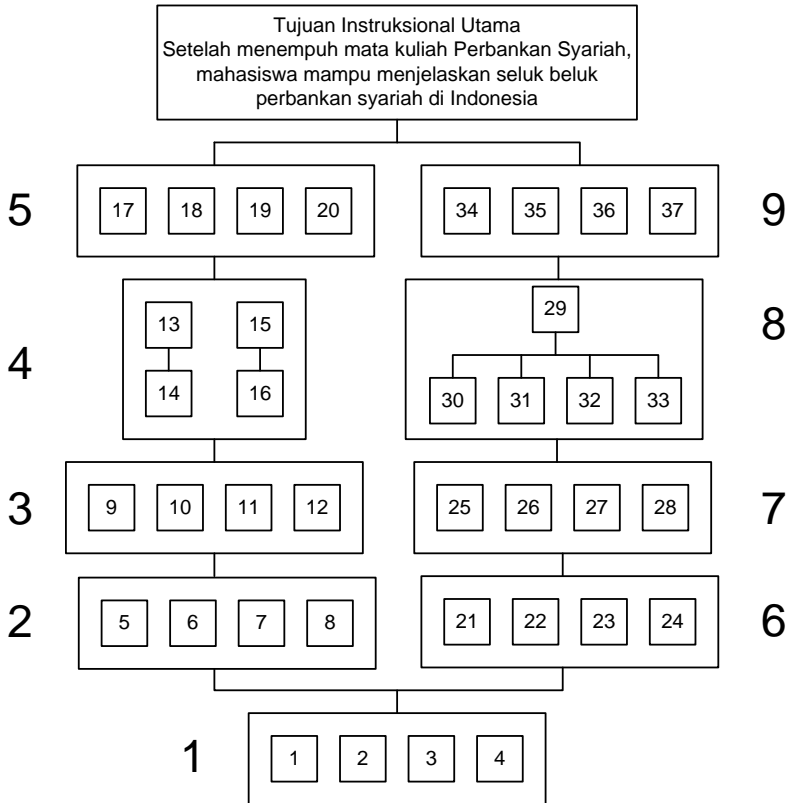 Tujuan Instruksional Utama
Setelah menempuh mata kuliah Perbankan Syariah,
mahasiswa mampu menjelaskan seluk beluk
perbankan syariah di Indonesia
5
17 18 19 20
34 35 36 37
9
4
13 15
14 16
29
30 31 32 33
8
3
9 10 11 12
25 26 27 28
7
2
5 6 7 8
21 22 23 24
6
1
1 2 3 4